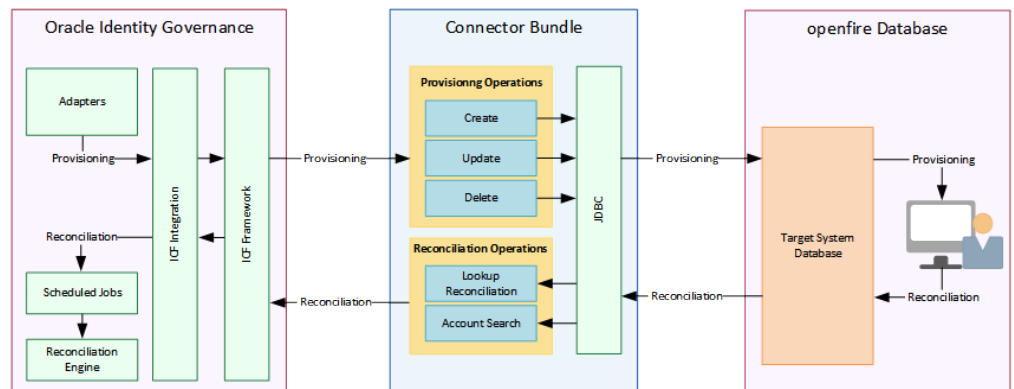 Oracle Identity Governance
Adapters
Provisioning
Reconciliation
Scheduled Jobs
Reconciliation
Engine
ICF Integration
ICF Framework
Provisioning
Reconciliation
Connector Bundle
Provisionng Operations
Create
Update
Delete
Reconciliation Operations
Lookup
Reconciliation
Account Search
JDBC
Provisioning
Reconciliation
openfire Database
Target System
Database
Provisioning
Reconciliation